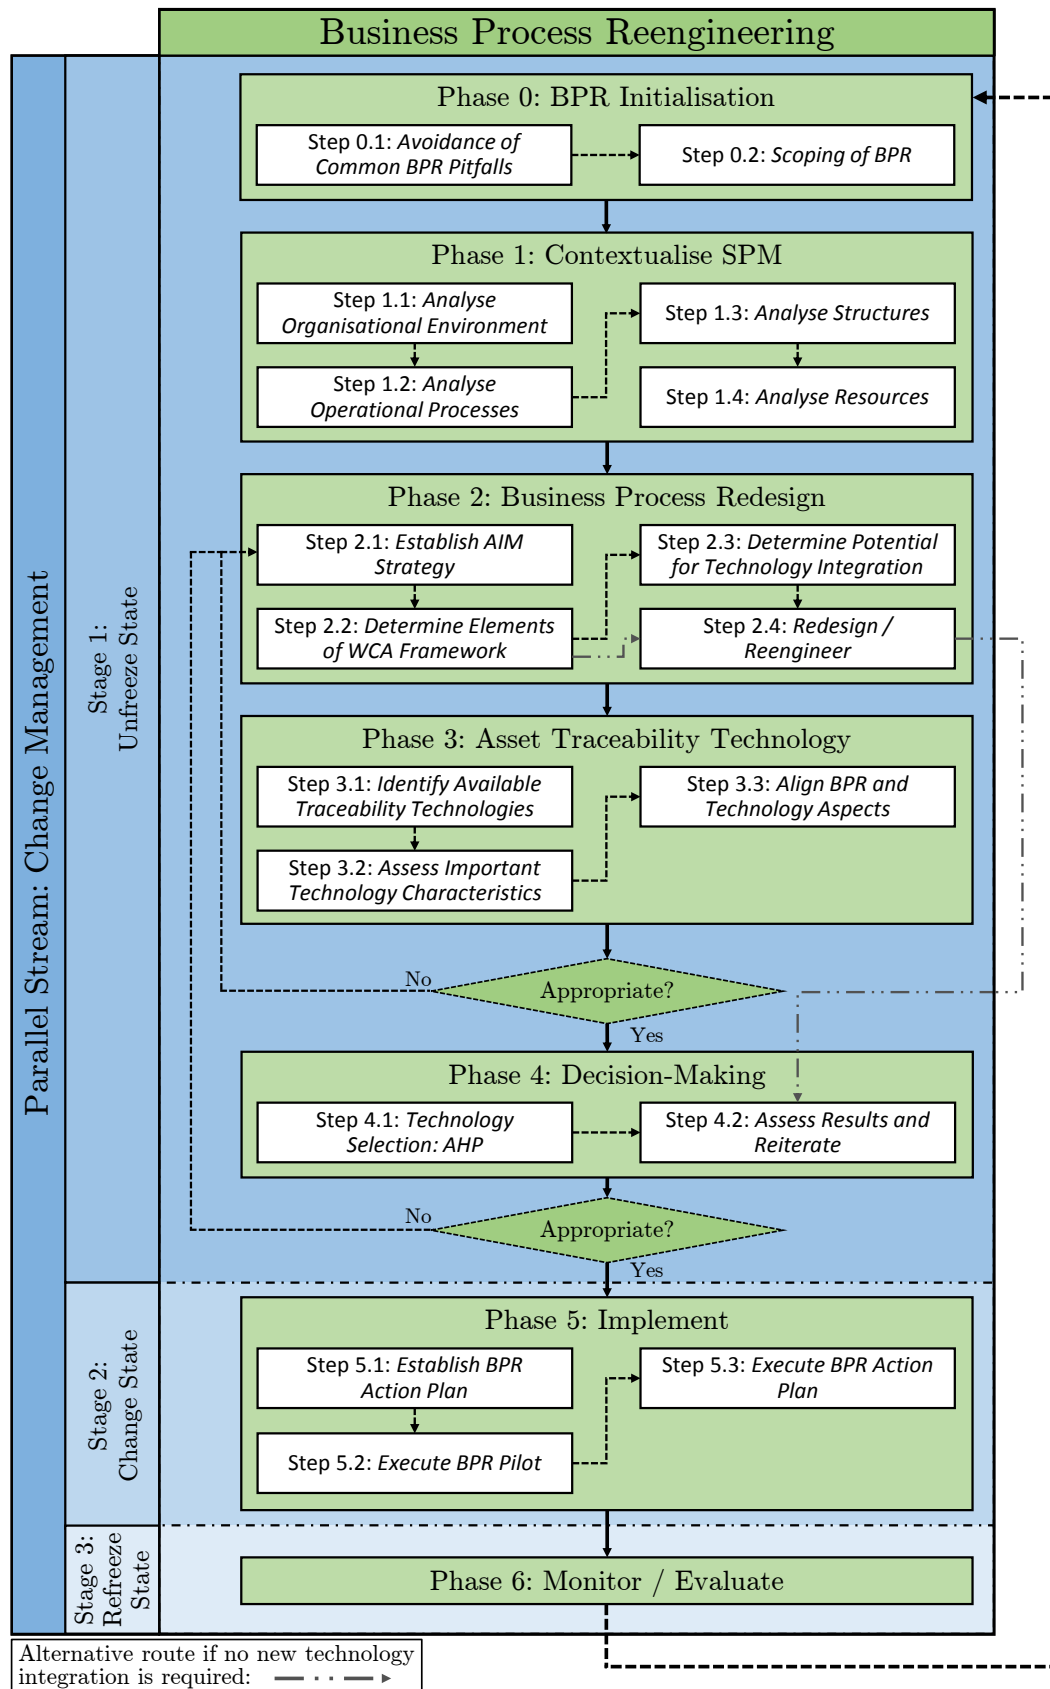 Business Process Reengineering
Parallel Stream: Change Management
Stage 1:
Unfreeze State
Phase 0: BPR Initialisation
Step 0.1: Avoidance of
Common BPR Pitfalls
Step 0.2: Scoping of BPR
Phase 1: Contextualise SPM
Step 1.1: Analyse
Organisational Environment
Step 1.2: Analyse
Operational Processes
Step 1.3: Analyse Structures
Step 1.4: Analyse Resources
Phase 2: Business Process Redesign
Step 2.1: Establish AIM
Strategy
Step 2.2: Determine Elements
of WCA Framework
Step 2.3: Determine Potential
for Technology Integration
Step 2.4: Redesign /
Reengineer
Phase 3: Asset Traceability Technology
Step 3.1: Identify Available
Traceability Technologies
Step 3.2: Assess Important
Technology Characteristics
Step 3.3: Align BPR and
Technology Aspects
No
Appropriate?
Yes
Phase 4: Decision-Making
Step 4.1: Technology
Selection: AHP
Step 4.2: Assess Results and
Reiterate
No
Appropriate?
Yes
Stage 2:
Change State
Phase 5: Implement
Step 5.1: Establish BPR
Action Plan
Step 5.2: Execute BPR Pilot
Step 5.3: Execute BPR Action
Plan
Stage 3:
Refreeze
State
Phase 6: Monitor / Evaluate
Alternative route if no new technology
integration is required: